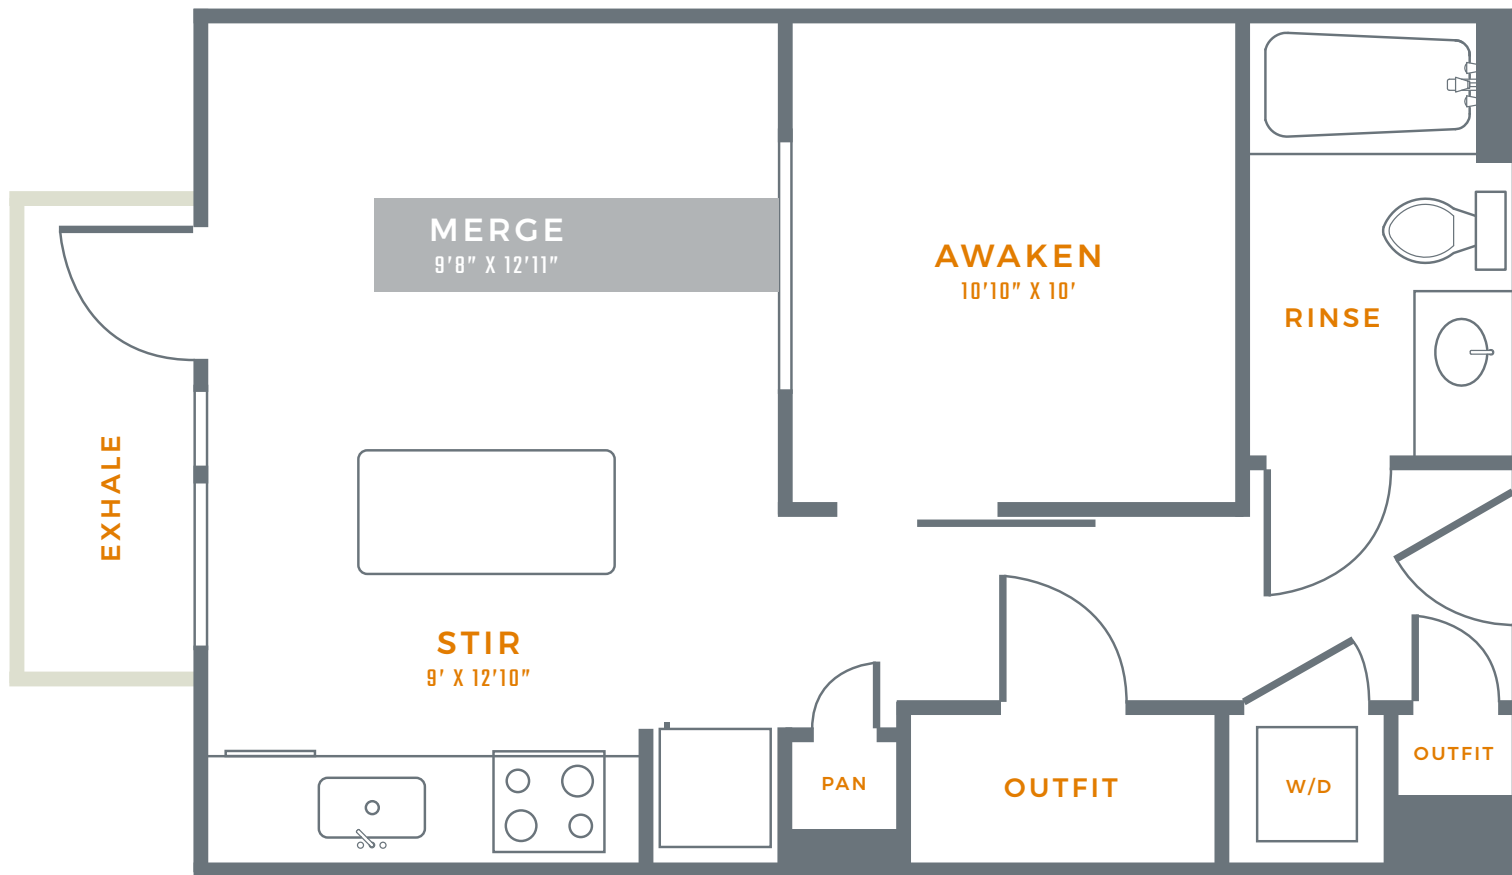 MERGE
9'8" X 12'11"
AWAKEN
10'10" X 10'
RINSE
EXHALE
STIR
9' X 12'10"
PAN
OUTFIT
W/D
OUTFIT